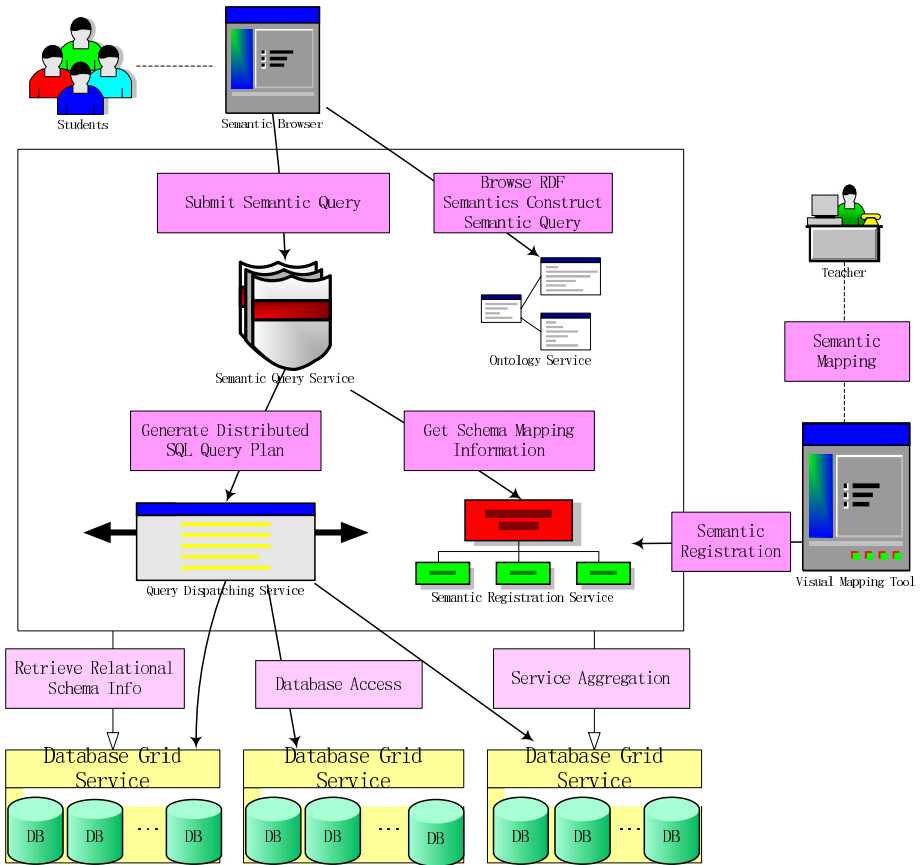 Students
Semantic Browser
Submit Semantic Query
Browse RDF
Semantics Construct
Semantic Query
Teacher
Ontology Service
Semantic
Mapping
Semantic Query Service
Generate Distributed
SQL Query Plan
Get Schema Mapping
Information
Semantic
Registration
Visual Mapping Tool
Query Dispatching Service
Semantic Registration Service
Retrieve Relational
Schema Info
Database Access
Service Aggregation
Database Grid
Service
Database Grid
Service
Database Grid
Service
DB DB ... DB
DB DB ... DB
DB DB ... DB